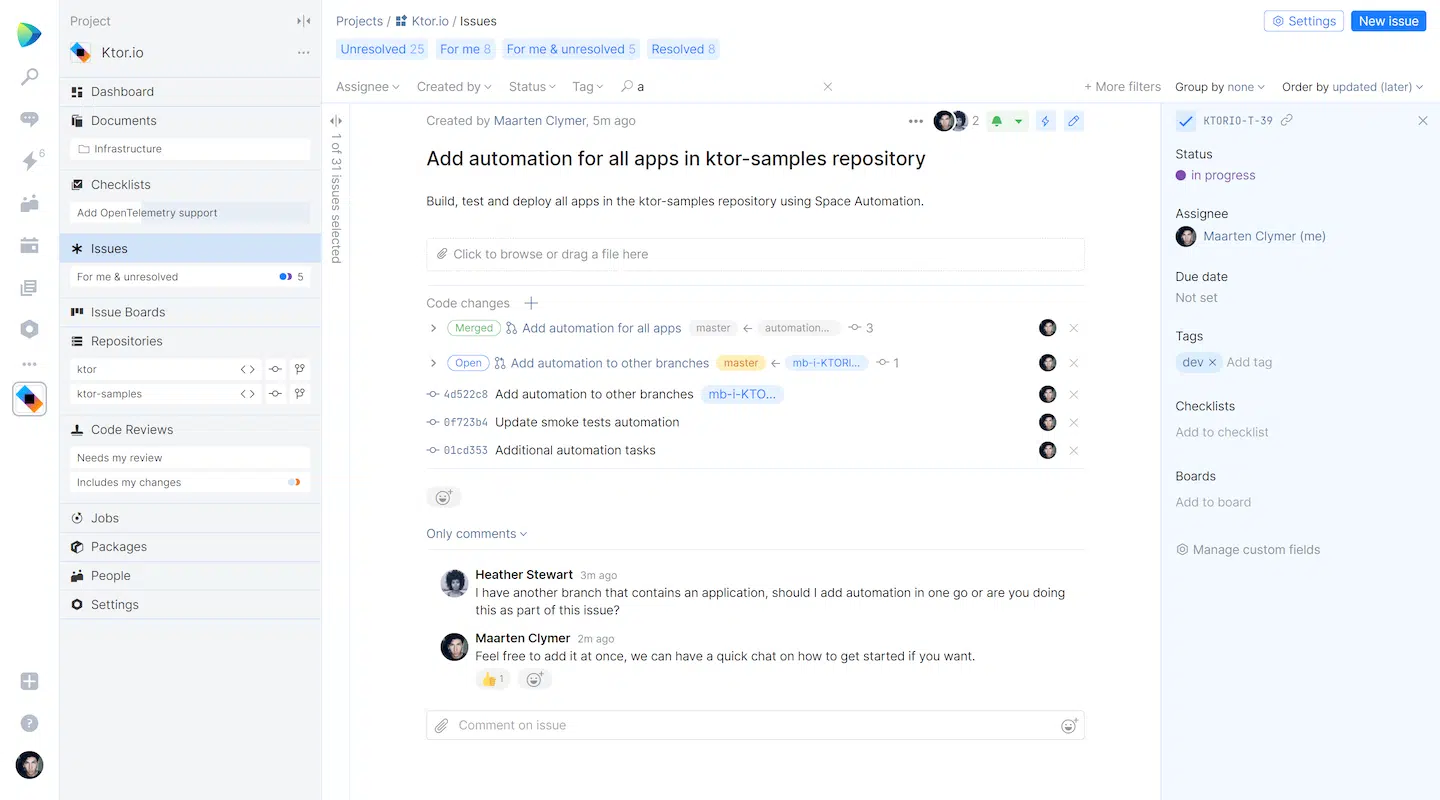 Project
Ktor.io
Dashboard
Documents
Infrastructure
Checklists
Add OpenTelemetry support
Issues
For me & unresolved 5
Issue Boards
Repositories
ktor
ktor-samples
Code Reviews
Needs my review
Includes my changes
Jobs
Packages
People
Settings
6
?
Projects / Ktor.io / Issues
Settings
New issue
Unresolved 25 For me 8 For me & unresolved 5 Resolved 8
Assignee Created by Status Tag a
+ More filters Group by none Order by updated (later)
1 of 31 issues selected
Created by Maarten Clymer, 5m ago
2
Add automation for all apps in ktor-samples repository
Build, test and deploy all apps in the ktor-samples repository using Space Automation.
Click to browse or drag a file here
Code changes
Merged Add automation for all apps master ← automation... 3
Open Add automation to other branches master ← mb-i-KTORI... 1
4d522c8 Add automation to other branches mb-i-KTO...
0f723b4 Update smoke tests automation
01cd353 Additional automation tasks
Only comments
Heather Stewart 3m ago
I have another branch that contains an application, should I add automation in one go or are you doing
this as part of this issue?
Maarten Clymer 2m ago
Feel free to add it at once, we can have a quick chat on how to get started if you want.
1
Comment on issue
KTORIO-T-39
Status
in progress
Assignee
Maarten Clymer (me)
Due date
Not set
Tags
dev Add tag
Checklists
Add to checklist
Boards
Add to board
Manage custom fields